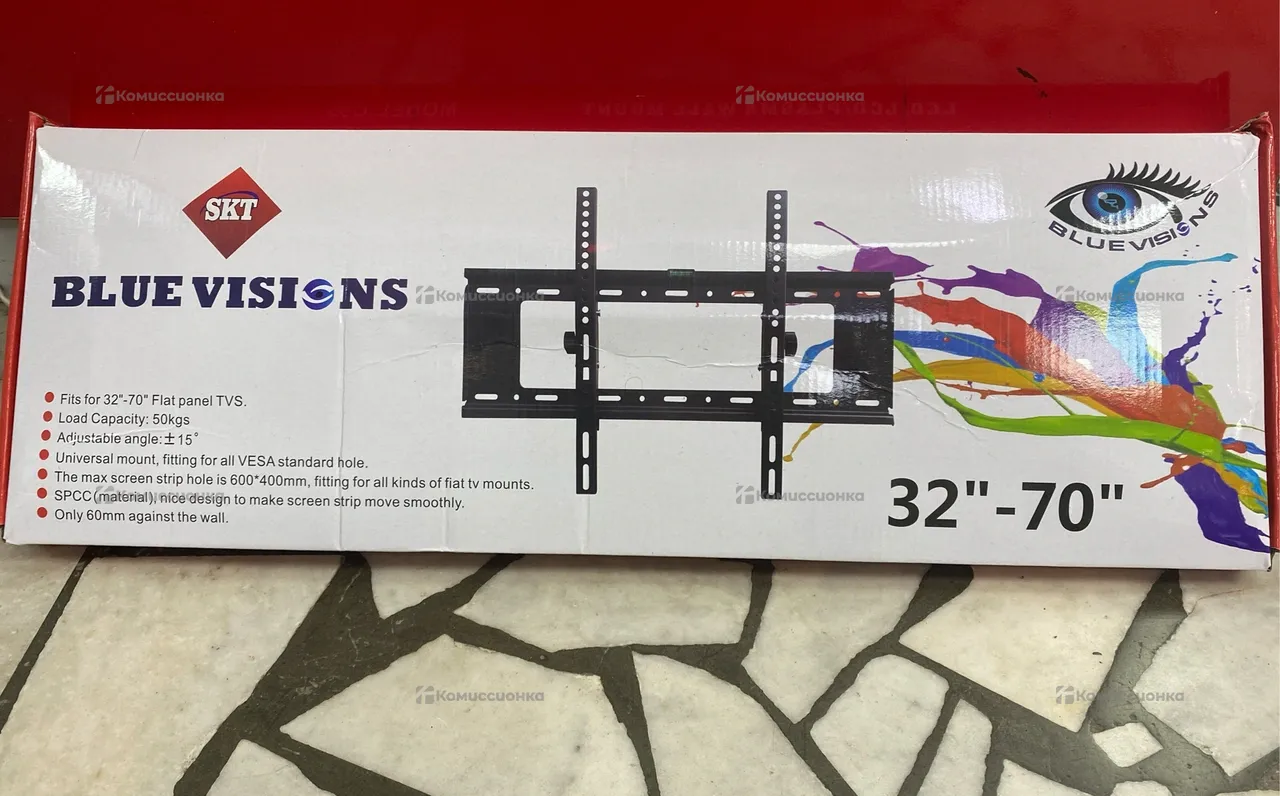 Комиссионка
Комиссионка
SKT
BLUE VISIONS
BLUE VISIONS
Комиссионка
Комиссионка
Fits for 32"-70" Flat panel TVS.
Load Capacity: 50kgs
Adjustable angle:±15°
Universal mount, fitting for all VESA standard hole.
The max screen strip hole is 600*400mm, fitting for all kinds of fiat tv mounts.
SPCC(material), nice design to make screen strip move smoothly.
Only 60mm against the wall.
Комиссионка
Комиссионка
32"-70"
Комиссионка
Комиссионка